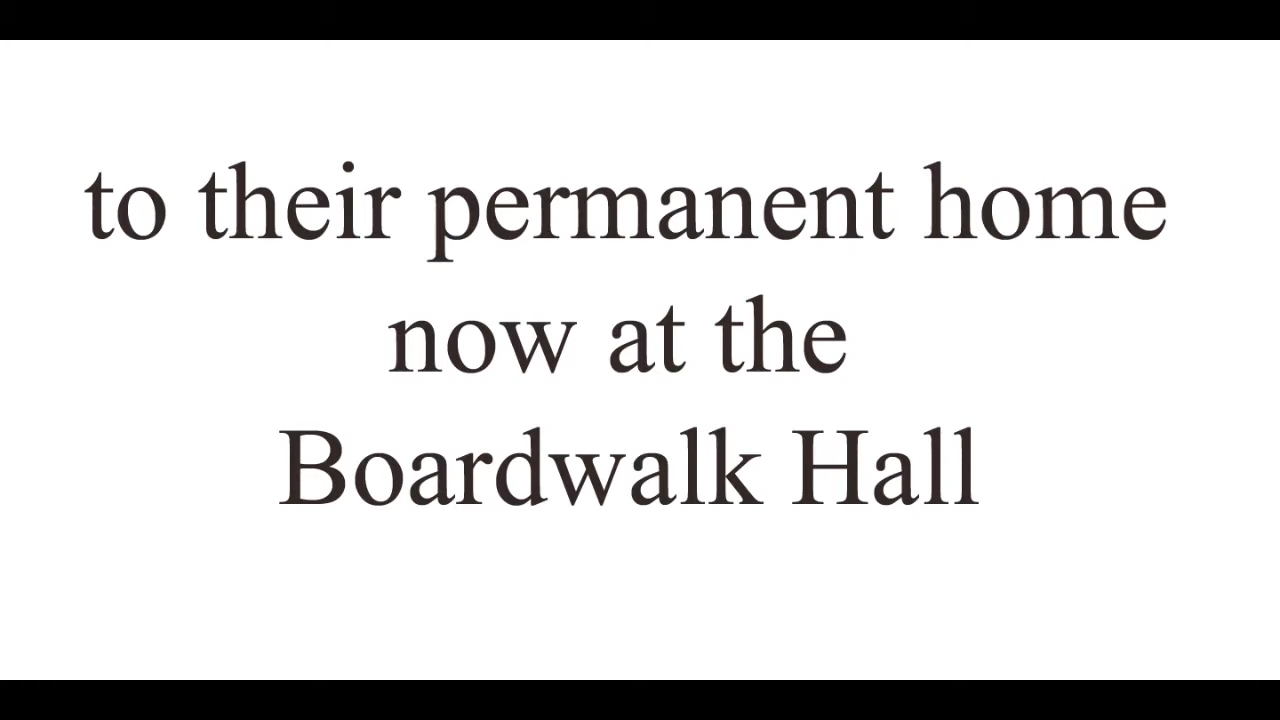 to their permanent home
now at the
Boardwalk Hall